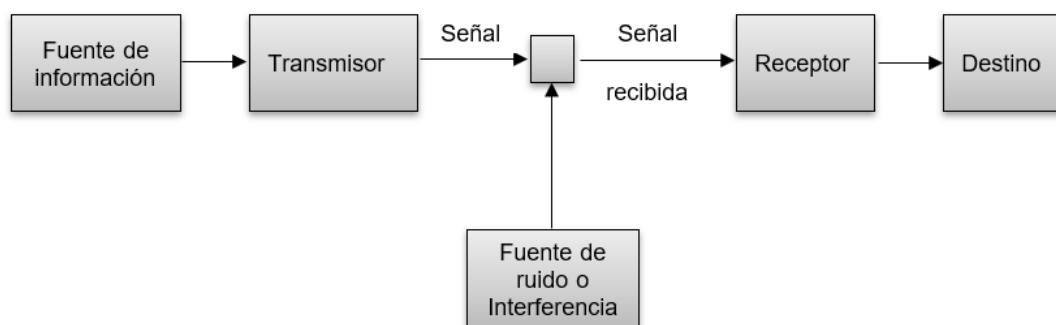 Fuente de
información
Transmisor
Señal
Señal
recibida
Receptor
Destino
Fuente de
ruido o
Interferencia